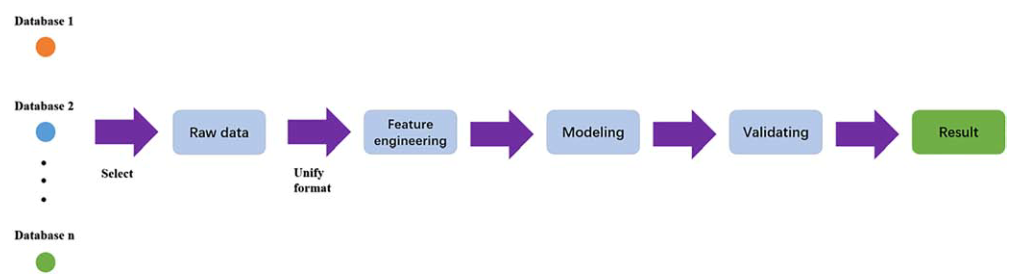 Database 1
Database 2
Database n
Select
Raw data
Unify
format
Feature
engineering
Modeling
Validating
Result